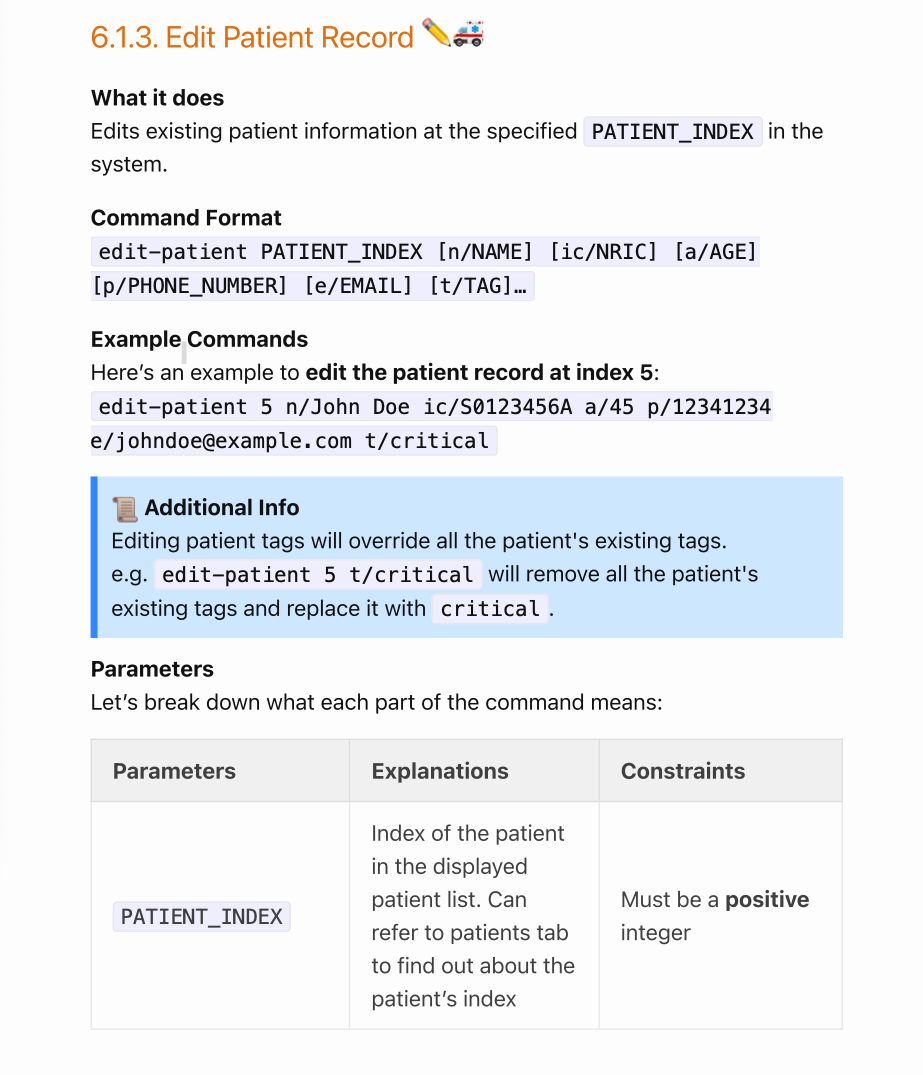 6.1.3. Edit Patient Record ✏️🚑
What it does
Edits existing patient information at the specified PATIENT_INDEX in the
system.
Command Format
edit-patient PATIENT_INDEX [n/NAME] [ic/NRIC] [a/AGE]
[p/PHONE_NUMBER] [e/EMAIL] [t/TAG]…
Example Commands
Here’s an example to edit the patient record at index 5:
edit-patient 5 n/John Doe ic/S0123456A a/45 p/12341234
e/johndoe@example.com t/critical
📜 Additional Info
Editing patient tags will override all the patient's existing tags.
e.g. edit-patient 5 t/critical will remove all the patient's
existing tags and replace it with critical.
Parameters
Let’s break down what each part of the command means:
Parameters Explanations Constraints
PATIENT_INDEX
Index of the patient
in the displayed
patient list. Can
refer to patients tab
to find out about the
patient’s index
Must be a positive
integer